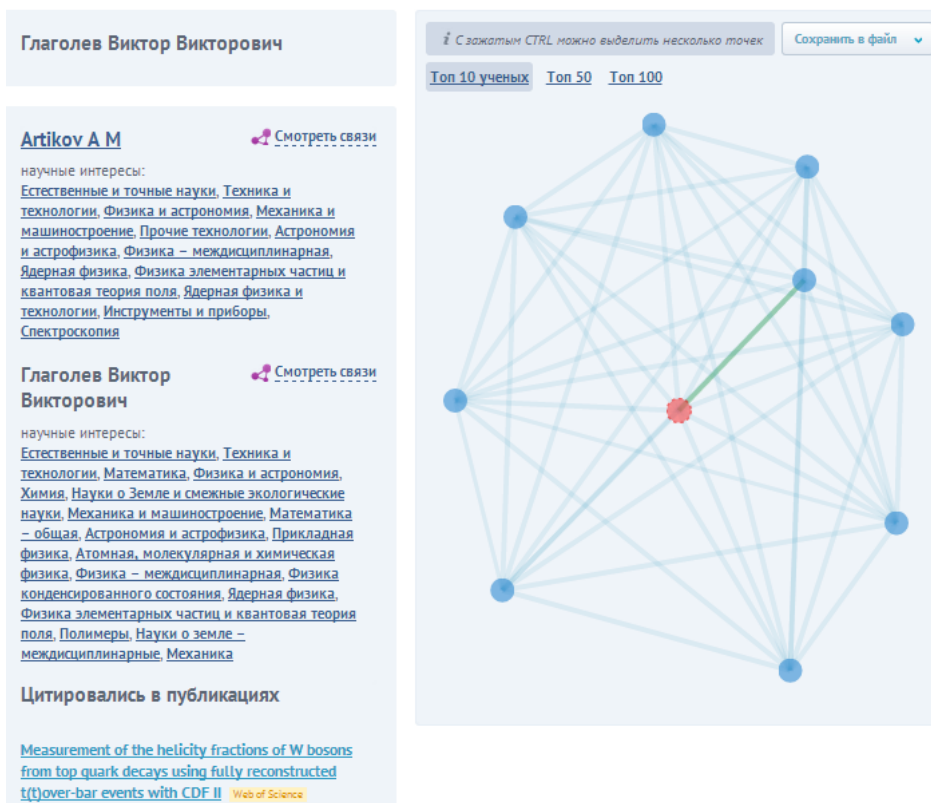 Глаголев Виктор Викторович
i С зажатым CTRL можно выделить несколько точек
Сохранить в файл
Топ 10 ученых Топ 50 Топ 100
Artikov A M
Смотреть связи
научные интересы:
Естественные и точные науки, Техника и
технологии, Физика и астрономия, Механика и
машиностроение, Прочие технологии, Астрономия
и астрофизика, Физика – междисциплинарная,
Ядерная физика, Физика элементарных частиц и
квантовая теория поля, Ядерная физика и
технологии, Инструменты и приборы,
Спектроскопия
Глаголев Виктор
Викторович
Смотреть связи
научные интересы:
Естественные и точные науки, Техника и
технологии, Математика, Физика и астрономия,
Химия, Науки о Земле и смежные экологические
науки, Механика и машиностроение, Математика
– общая, Астрономия и астрофизика, Прикладная
физика, Атомная, молекулярная и химическая
физика, Физика – междисциплинарная, Физика
конденсированного состояния, Ядерная физика,
Физика элементарных частиц и квантовая теория
поля, Полимеры, Науки о земле –
междисциплинарные, Механика
Цитировались в публикациях
Measurement of the helicity fractions of W bosons
from top quark decays using fully reconstructed
t(t)over-bar events with CDF II Web of Science